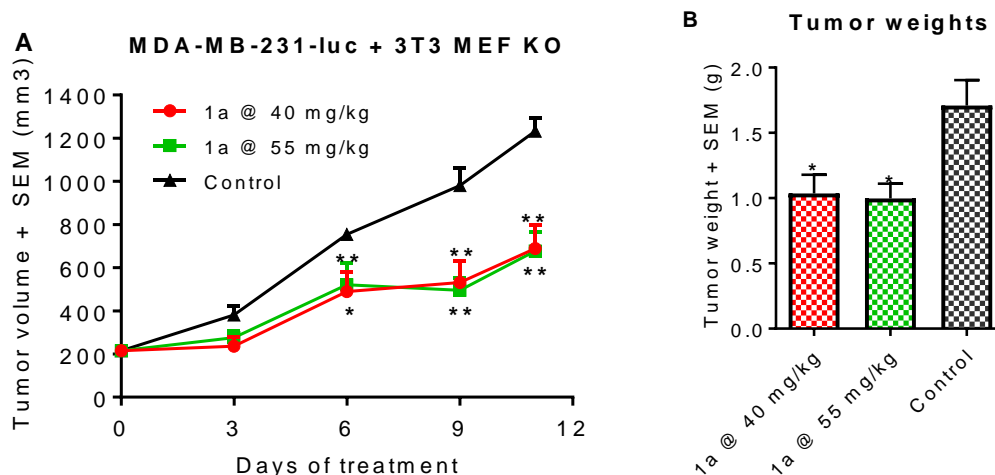 A
MDA-MB-231-luc + 3T3 MEF KO
Tumor volume + SEM (mm3)
1400
1200
1000
800
600
400
200
0
1a @ 40 mg/kg
1a @ 55 mg/kg
Control
**
*
**
**
**
**
0
3
6
9
12
Days of treatment
B
Tumor weights
Tumor weight + SEM (g)
2.0
1.5
1.0
0.5
0.0
*
*
1a @ 40 mg/kg
1a @ 55 mg/kg
Control